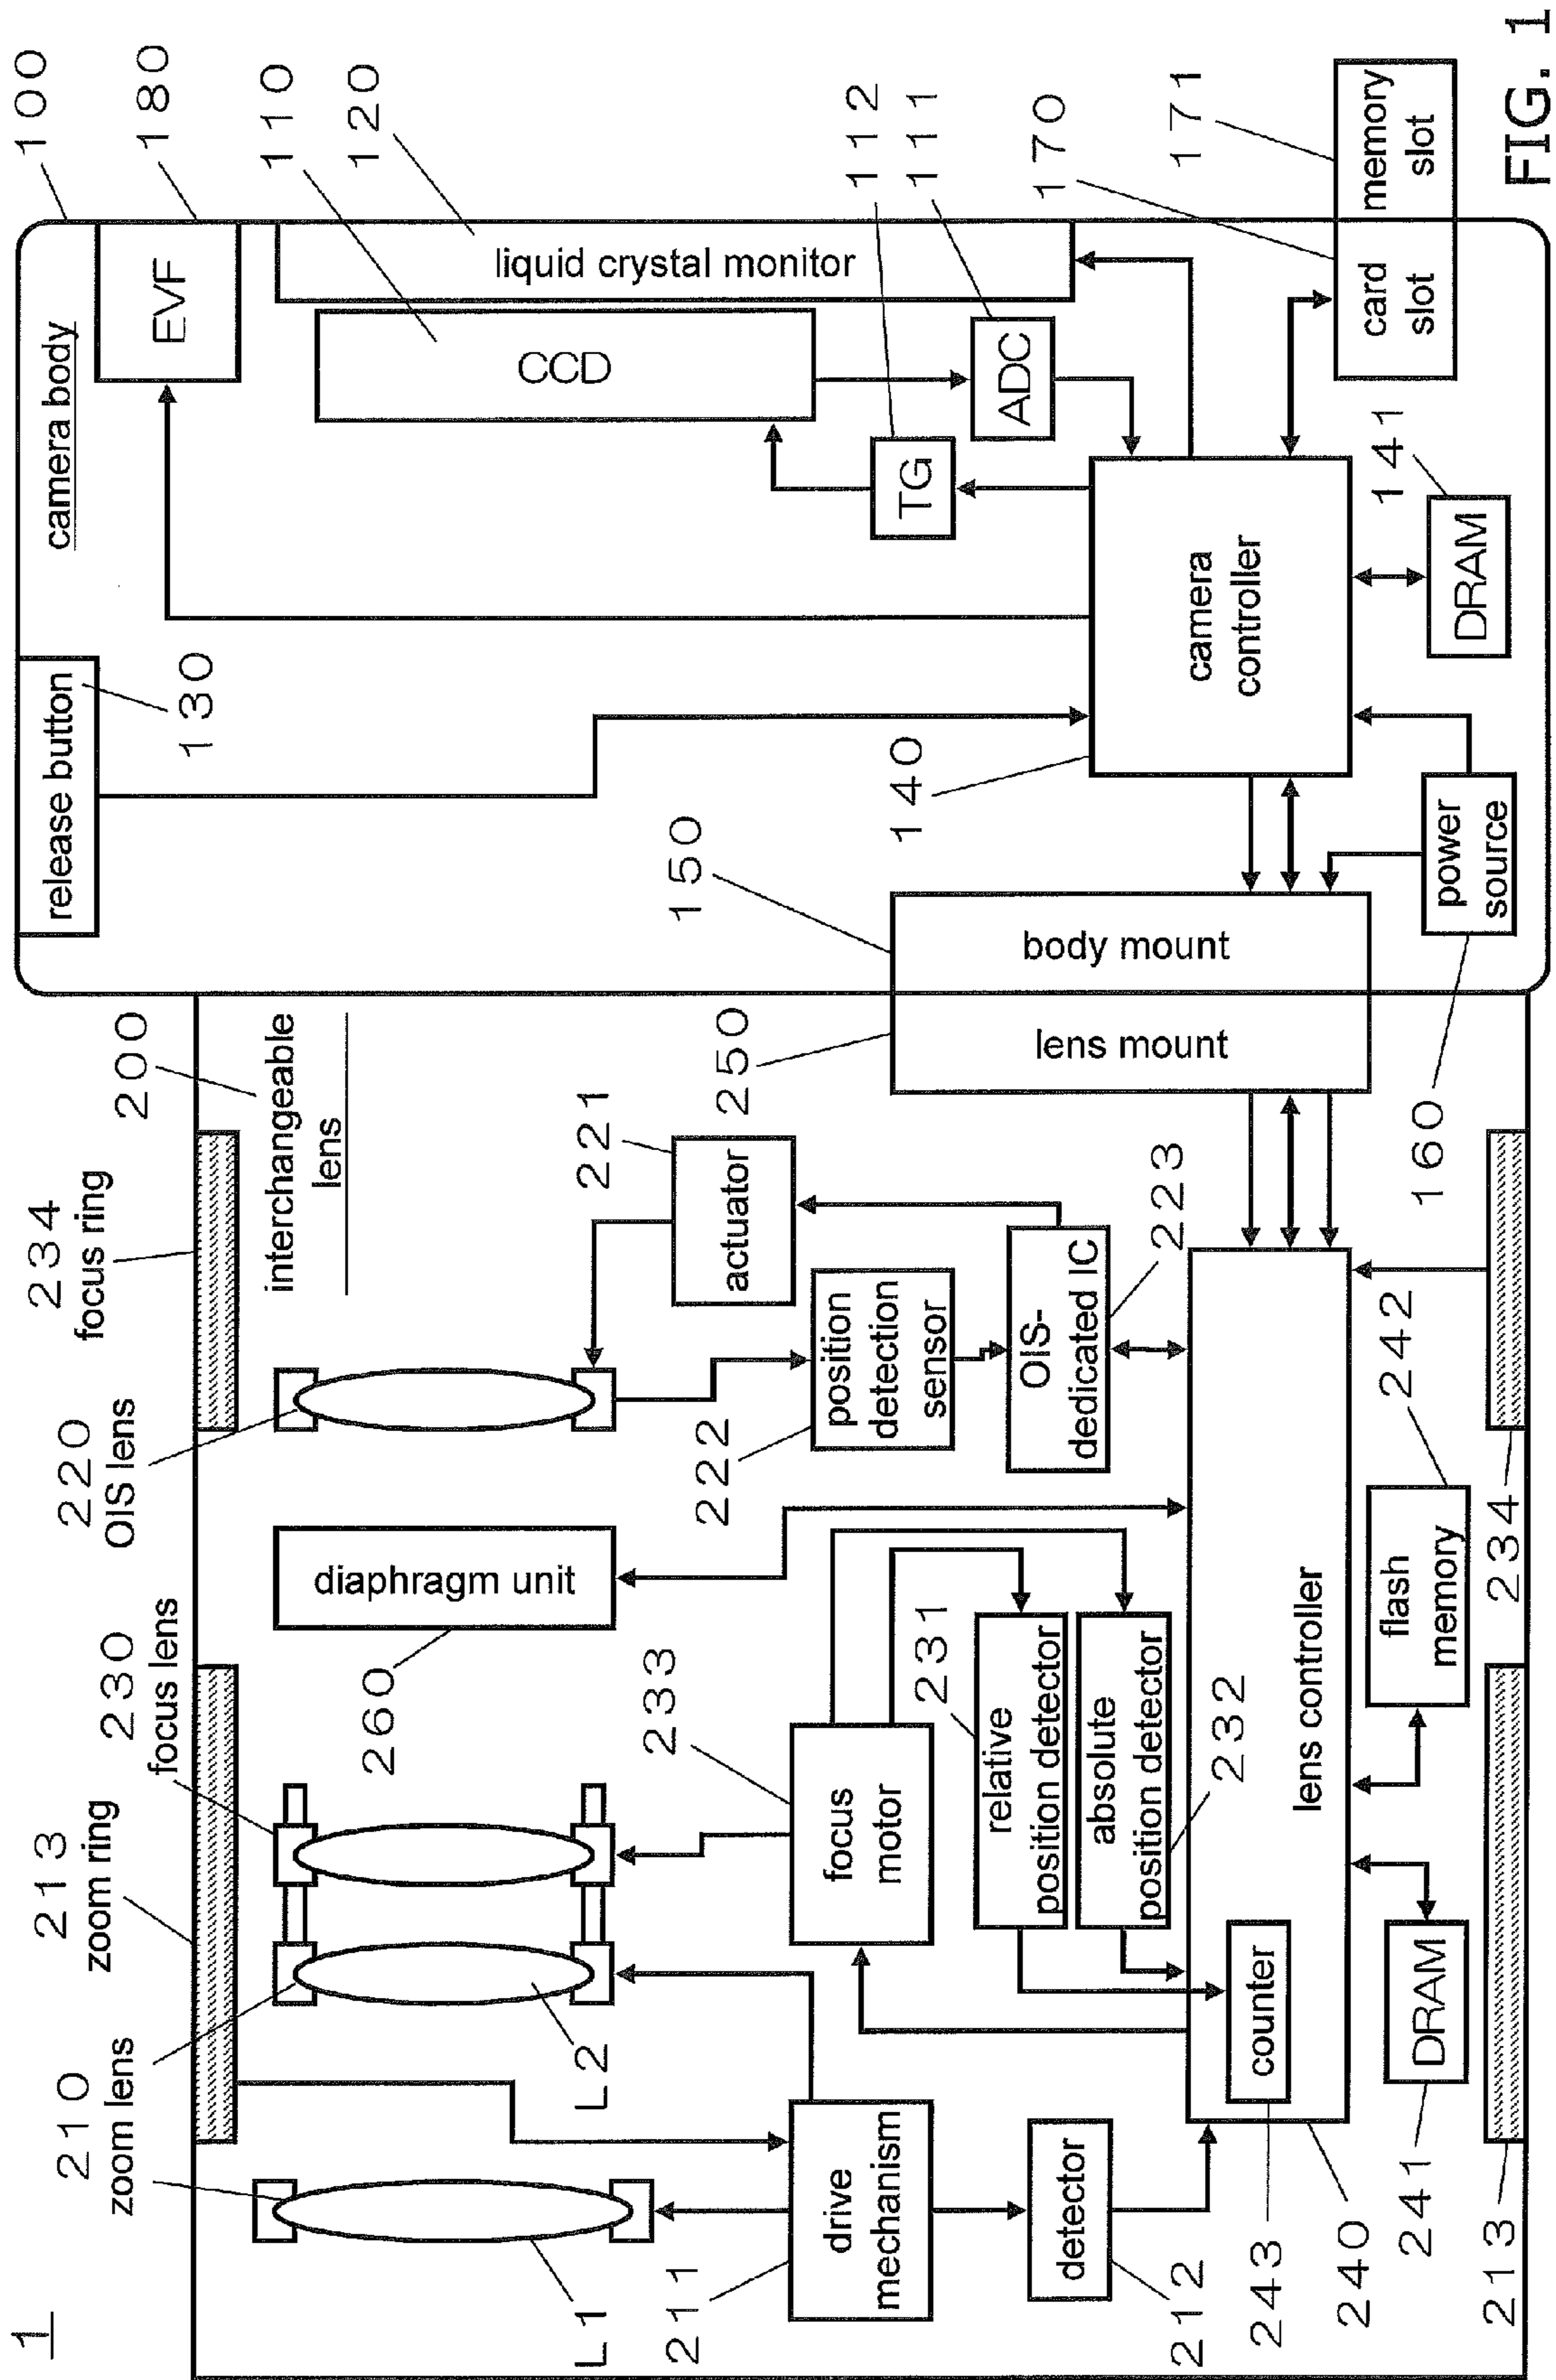 1
210
zoom lens
213
zoom ring
230
focus lens
220
OIS lens
234
focus ring
200
interchangeable
lens
L1
L2
260
diaphragm unit
221
actuator
211
drive
mechanism
233
focus
motor
222
position
detection
sensor
250
lens mount
212
detector
231
relative
position detector
absolute
position detector
232
OIS-
dedicated IC
223
243
counter
240
lens controller
241
DRAM
flash
memory
242
213
234
160
100
camera body
release button
130
EVF
180
110
CCD
120
liquid crystal monitor
112
TG
111
ADC
150
body mount
140
camera
controller
170
card
slot
171
memory
slot
141
DRAM
power
source
FIG. 1